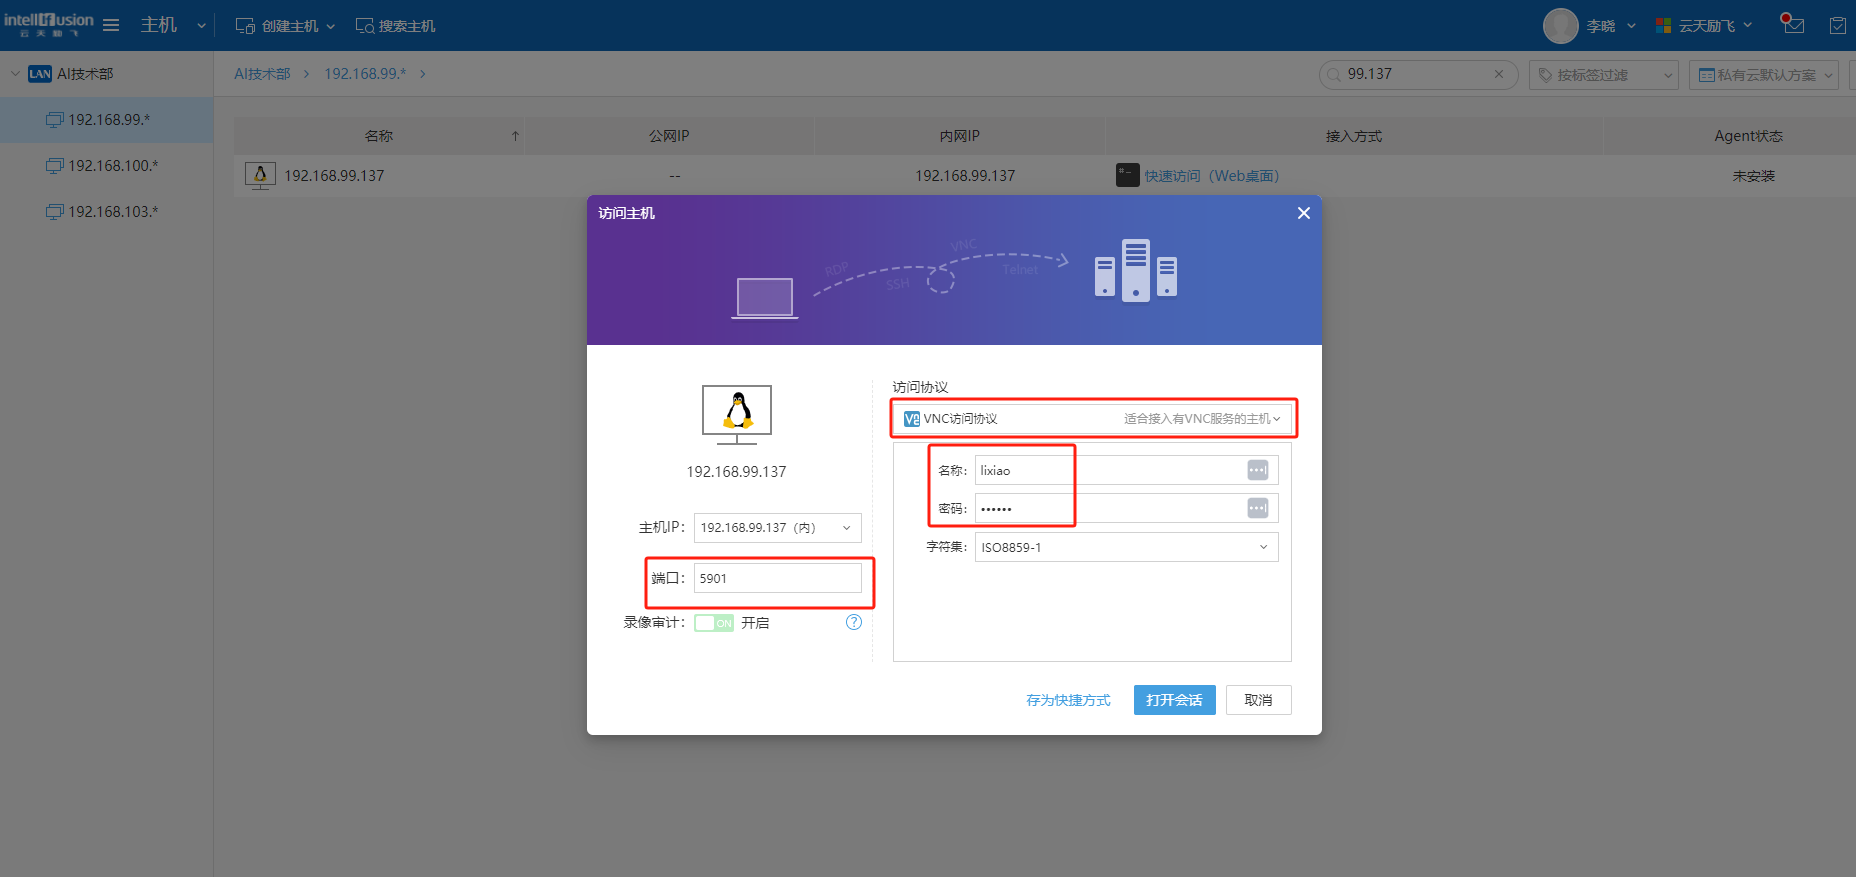 intellifusion
云天励飞
主机
创建主机
搜索主机
李晓
云天励飞
LAN AI技术部
192.168.99.*
192.168.100.*
192.168.103.*
AI技术部 > 192.168.99.* >
99.137
按标签过滤
私有云默认方案
名称
公网IP
内网IP
接入方式
Agent状态
192.168.99.137
--
192.168.99.137
快速访问（Web桌面）
未安装
访问主机
VNC
RDP
SSH
Telnet
192.168.99.137
主机IP: 192.168.99.137（内）
端口: 5901
录像审计: ON 开启
?
访问协议
VNC访问协议 适合接入有VNC服务的主机
名称: lixiao
密码: ••••••
字符集: ISO8859-1
存为快捷方式
打开会话
取消